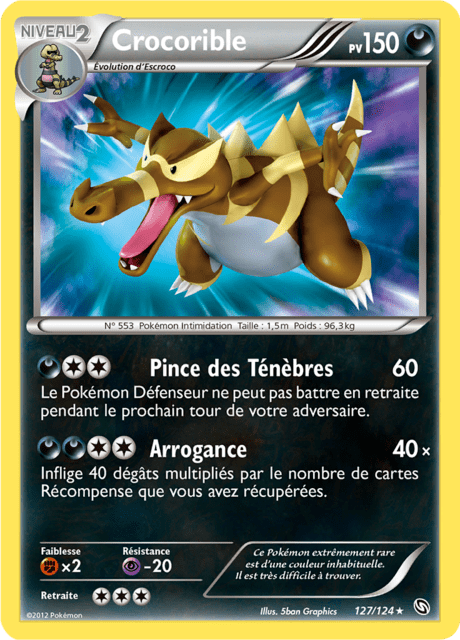 NIVEAU2
Crocorible
PV150
Évolution d'Escroco
N° 553 Pokémon Intimidation Taille : 1,5m Poids : 96,3kg
Pince des Ténèbres 60
Le Pokémon Défenseur ne peut pas battre en retraite
pendant le prochain tour de votre adversaire.
Arrogance 40×
Inflige 40 dégâts multipliés par le nombre de cartes
Récompense que vous avez récupérées.
Faiblesse
×2
Résistance
-20
Ce Pokémon extrêmement rare
est d'une couleur inhabituelle.
Il est très difficile à trouver.
Retraite
©2012 Pokémon
Illus. 5ban Graphics
127/124 ★